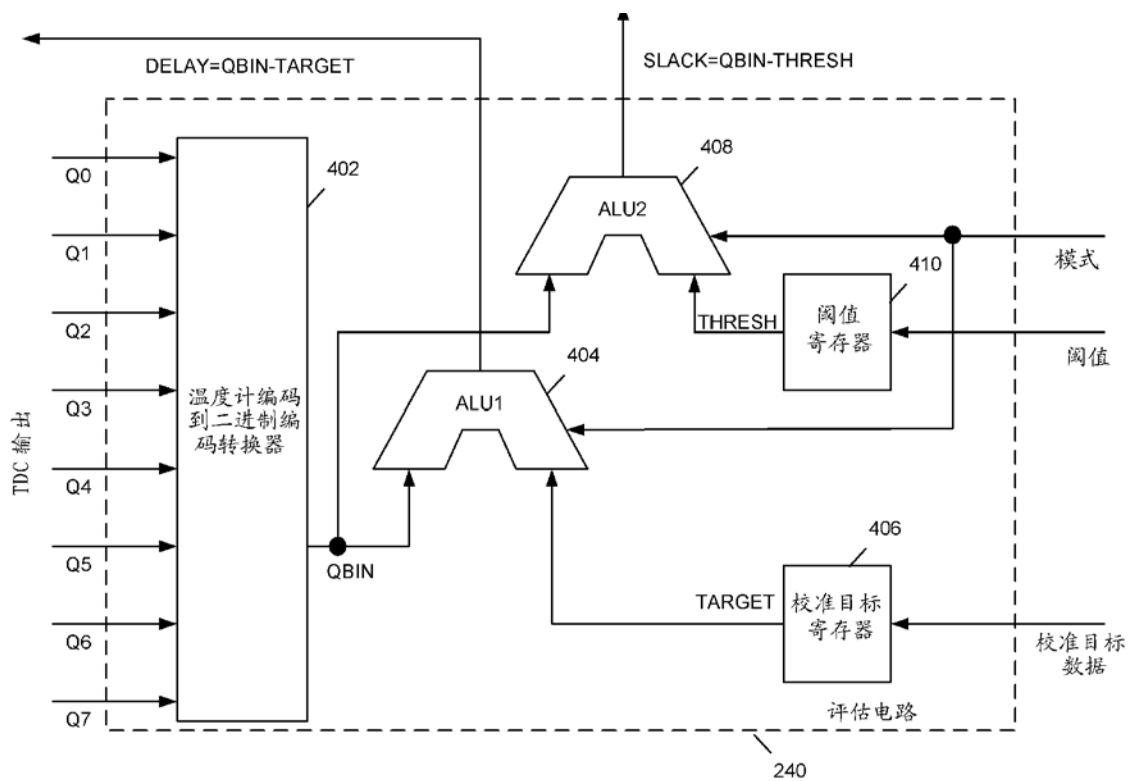 DELAY=QBIN-TARGET
SLACK=QBIN-THRESH
402
408
Q0
ALU2
Q1
模式
410
Q2
THRESH
阈值
寄存器
阈值
404
Q3
温度计编码
到二进制编
码转换器
ALU1
TDC 输出
Q4
406
Q5
QBIN
TARGET
校准目标
寄存器
Q6
校准目标
数据
Q7
评估电路
240